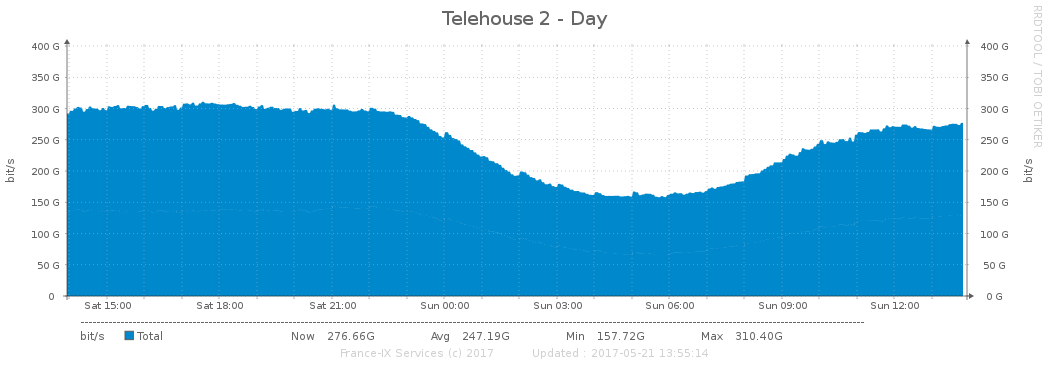 Telehouse 2 - Day
RRDTOOL / TOBI OETIKER
400 G 400 G
350 G 350 G
300 G 300 G
250 G 250 G
200 G 200 G
150 G 150 G
100 G 100 G
50 G 50 G
0 0 G
bit/s bit/s
Sat 15:00 Sat 18:00 Sat 21:00 Sun 00:00 Sun 03:00 Sun 06:00 Sun 09:00 Sun 12:00
bit/s Total Now 276.66G Avg 247.19G Min 157.72G Max 310.40G
France-IX Services (c) 2017 Updated : 2017-05-21 13:55:14